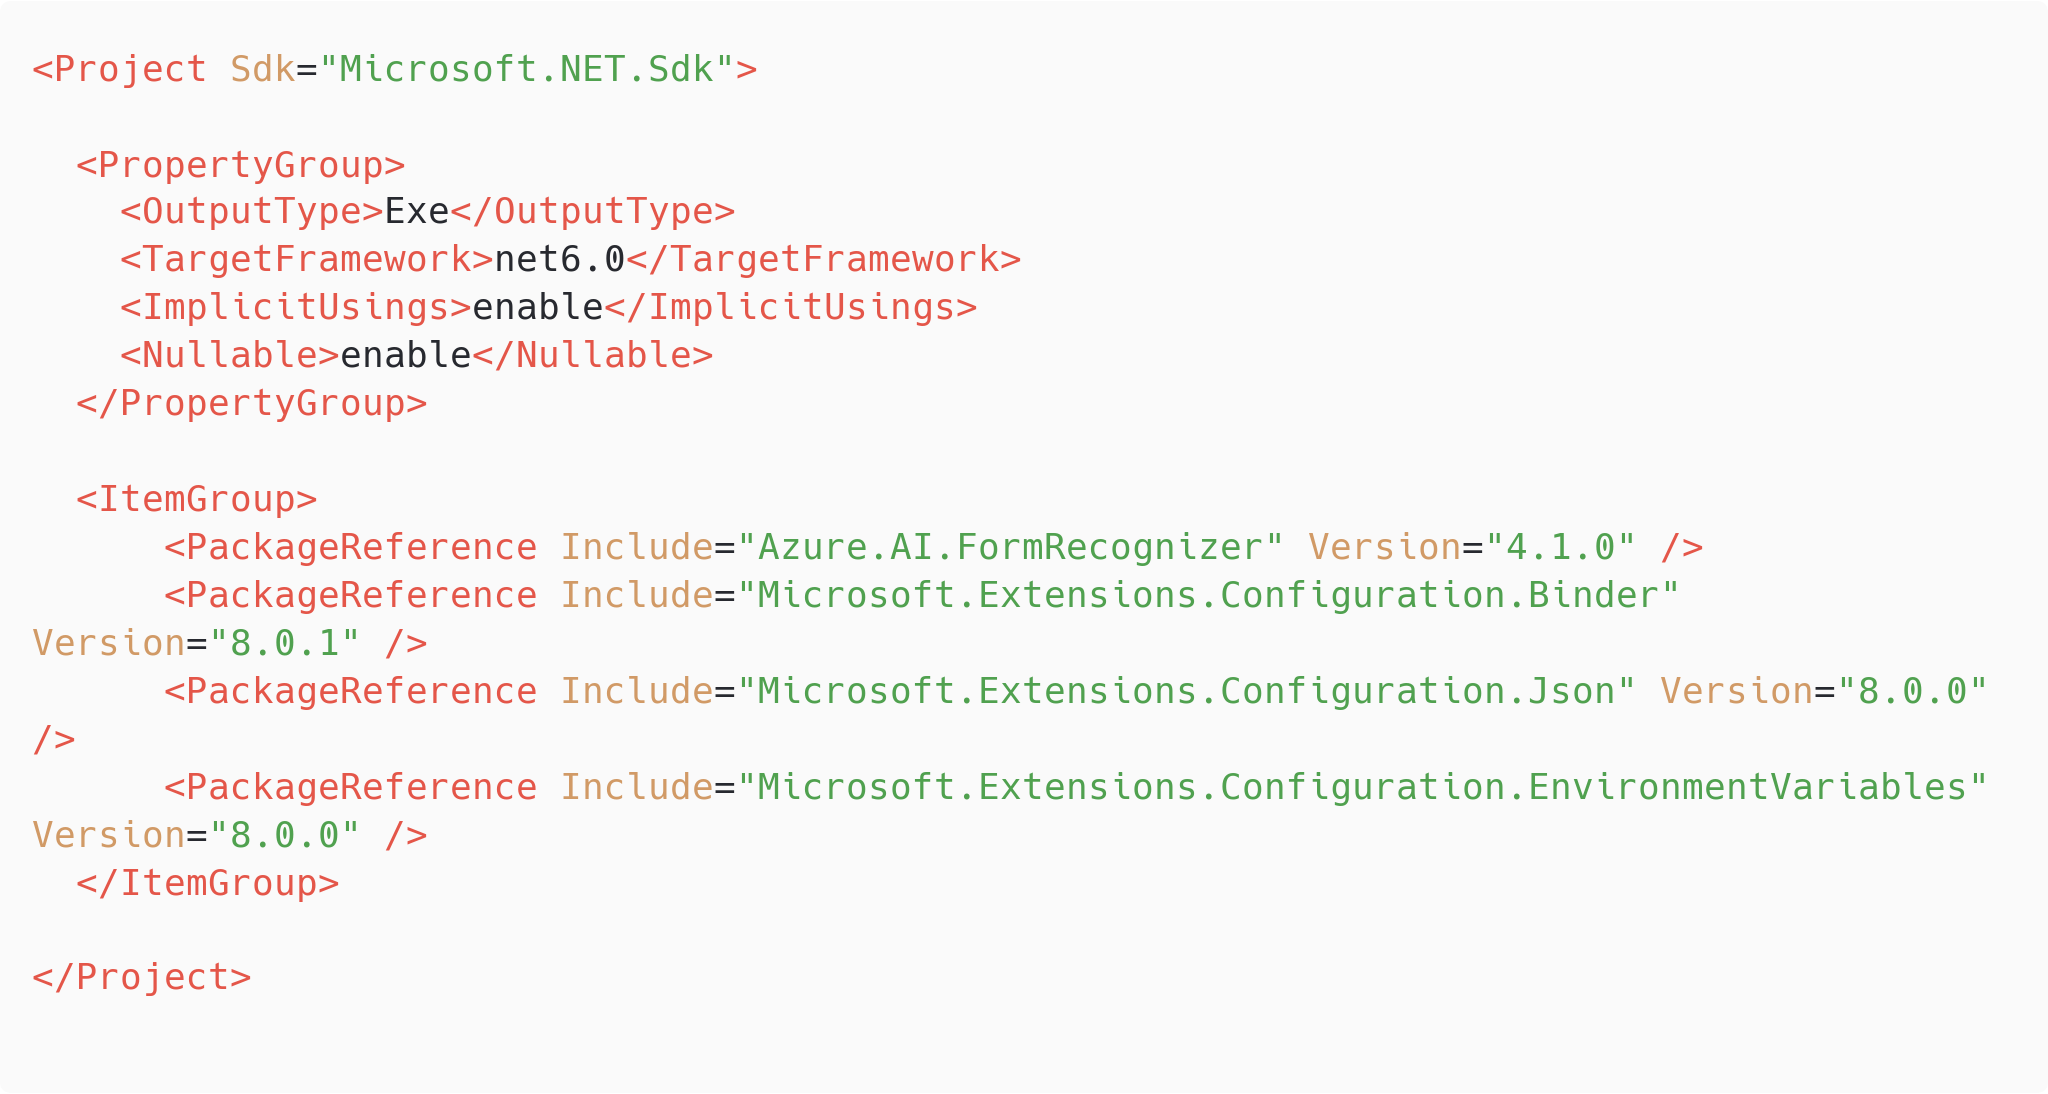 <Project Sdk="Microsoft.NET.Sdk">
<PropertyGroup>
<OutputType>Exe</OutputType>
<TargetFramework>net6.0</TargetFramework>
<ImplicitUsings>enable</ImplicitUsings>
<Nullable>enable</Nullable>
</PropertyGroup>
<ItemGroup>
<PackageReference Include="Azure.AI.FormRecognizer" Version="4.1.0" />
<PackageReference Include="Microsoft.Extensions.Configuration.Binder"
Version="8.0.1" />
<PackageReference Include="Microsoft.Extensions.Configuration.Json" Version="8.0.0"
/>
<PackageReference Include="Microsoft.Extensions.Configuration.EnvironmentVariables"
Version="8.0.0" />
</ItemGroup>
</Project>